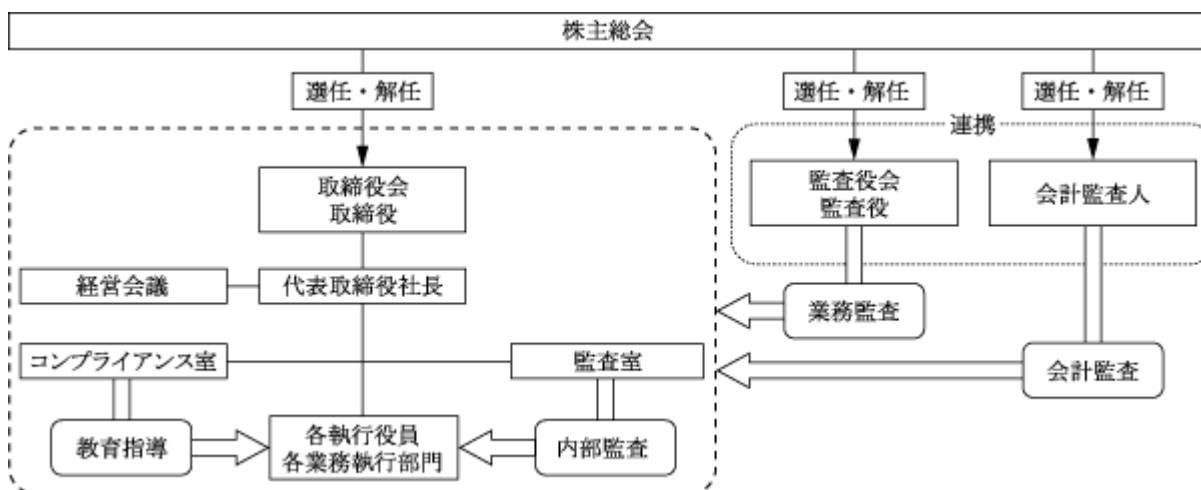 株主総会
選任・解任
選任・解任
選任・解任
連携
取締役会
取締役
監査役会
監査役
会計監査人
経営会議
代表取締役社長
業務監査
コンプライアンス室
監査室
会計監査
教育指導
各執行役員
各業務執行部門
内部監査